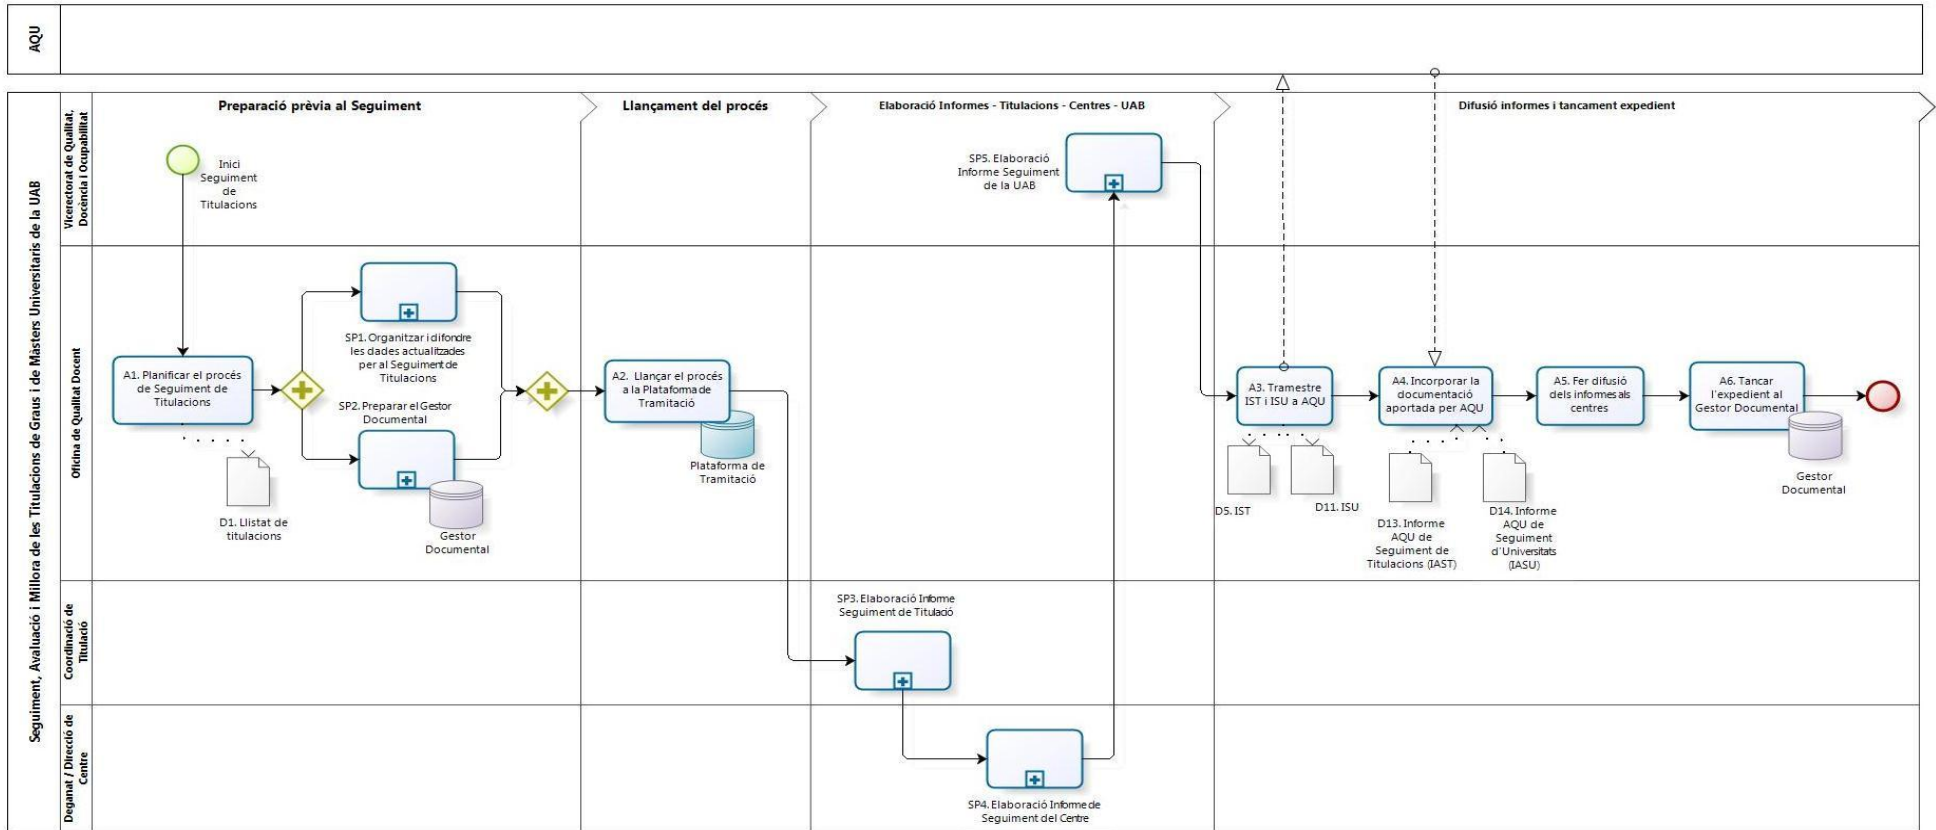 AQU
Seguiment, Avaluació i Millora de les Titulacions de Graus i de Màsters Universitaris de la UAB
Preparació prèvia al Seguiment
Llançament del procés
Elaboració Informes - Titulacions - Centres - UAB
Difusió informes i tancament expedient
Vicerectorat de Qualitat,
Docència i Ocupabilitat
Inici
Seguiment
de
Titulacions
SP5. Elaboració
Informe Seguiment
de la UAB
Oficina de Qualitat Docent
A1. Planificar el procés
de Seguiment de
Titulacions
D1. Llistat de
titulacions
SP1. Organitzar i difondre
les dades actualitzades
per al Seguiment de
Titulacions
SP2. Preparar el Gestor
Documental
Gestor
Documental
A2. Llançar el procés
a la Plataforma de
Tramitació
Plataforma de
Tramitació
A3. Tramestre
IST i ISU a AQU
D5. IST
D11. ISU
A4. Incorporar la
documentació
aportada per AQU
D13. Informe
AQU de
Seguiment de
Titulacions (IAST)
D14. Informe
AQU de
Seguiment
d'Universitats
(IASU)
A5. Fer difusió
dels informes als
centres
A6. Tancar
l'expedient al
Gestor Documental
Gestor
Documental
Coordinació de
Titulació
SP3. Elaboració Informe
Seguiment de Titulació
Deganat / Direcció de
Centre
SP4. Elaboració Informe de
Seguiment del Centre